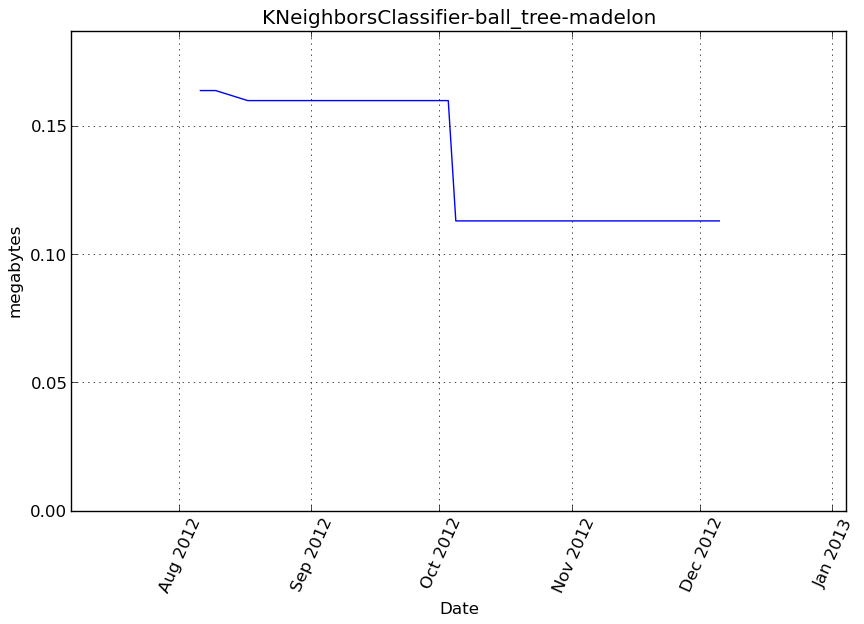 KNeighborsClassifier-ball_tree-madelon
0.15
0.10
0.05
0.00
megabytes
Aug 2012
Sep 2012
Oct 2012
Nov 2012
Dec 2012
Jan 2013
Date